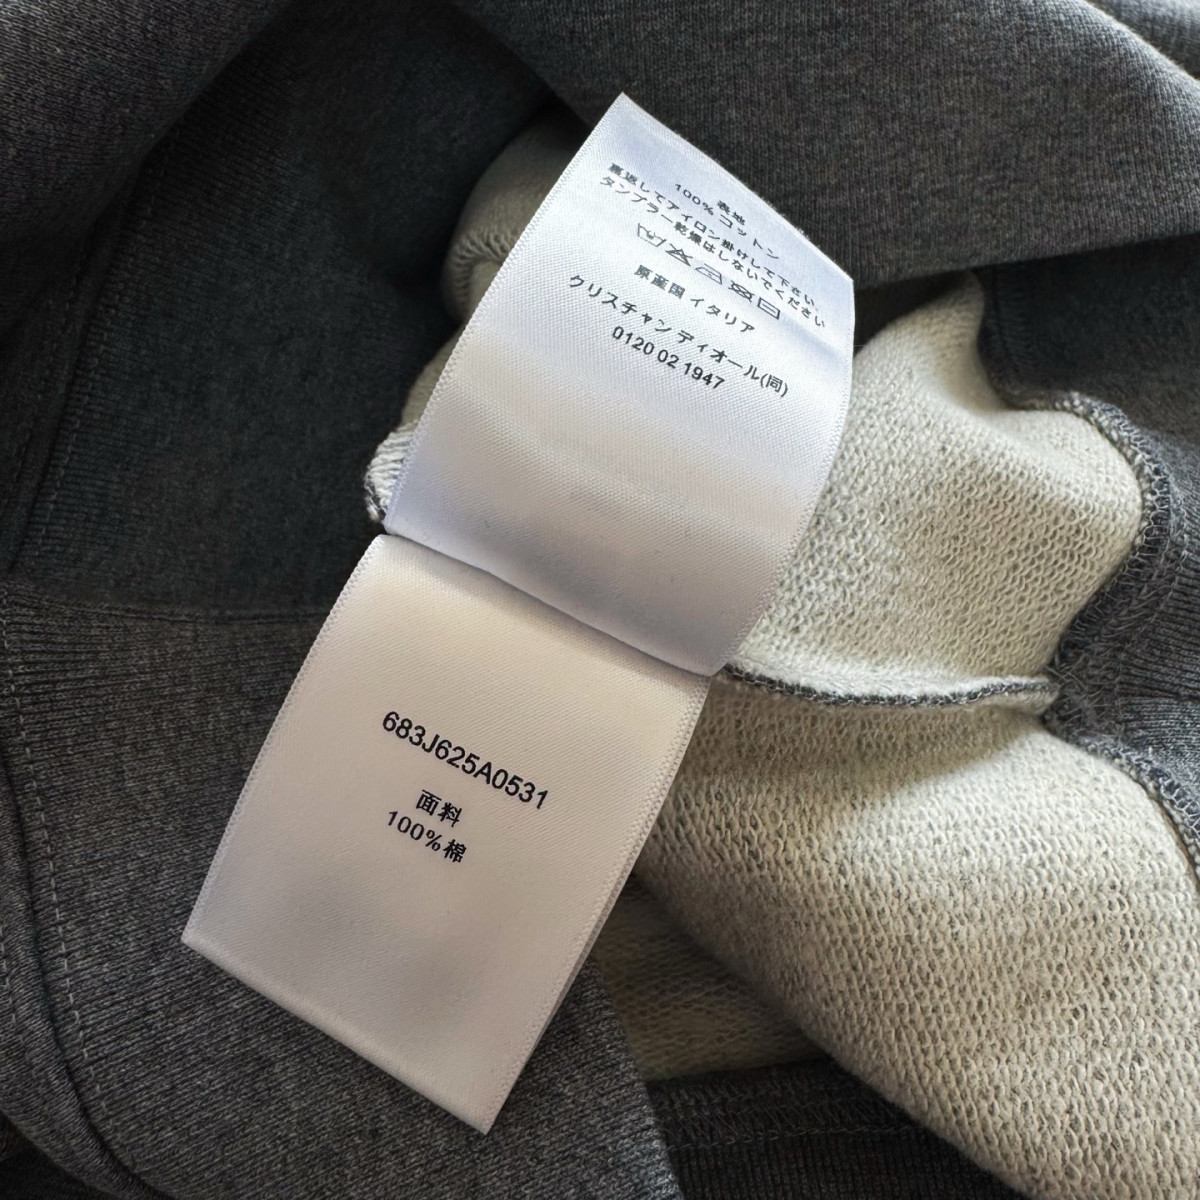 表地
100% コットン
裏返してアイロン掛けして下さい.
タンブラー乾燥はしないでください
原産国 イタリア
クリスチャン ディオール(同)
0120 02 1947
683J625A0531
面料
100%棉